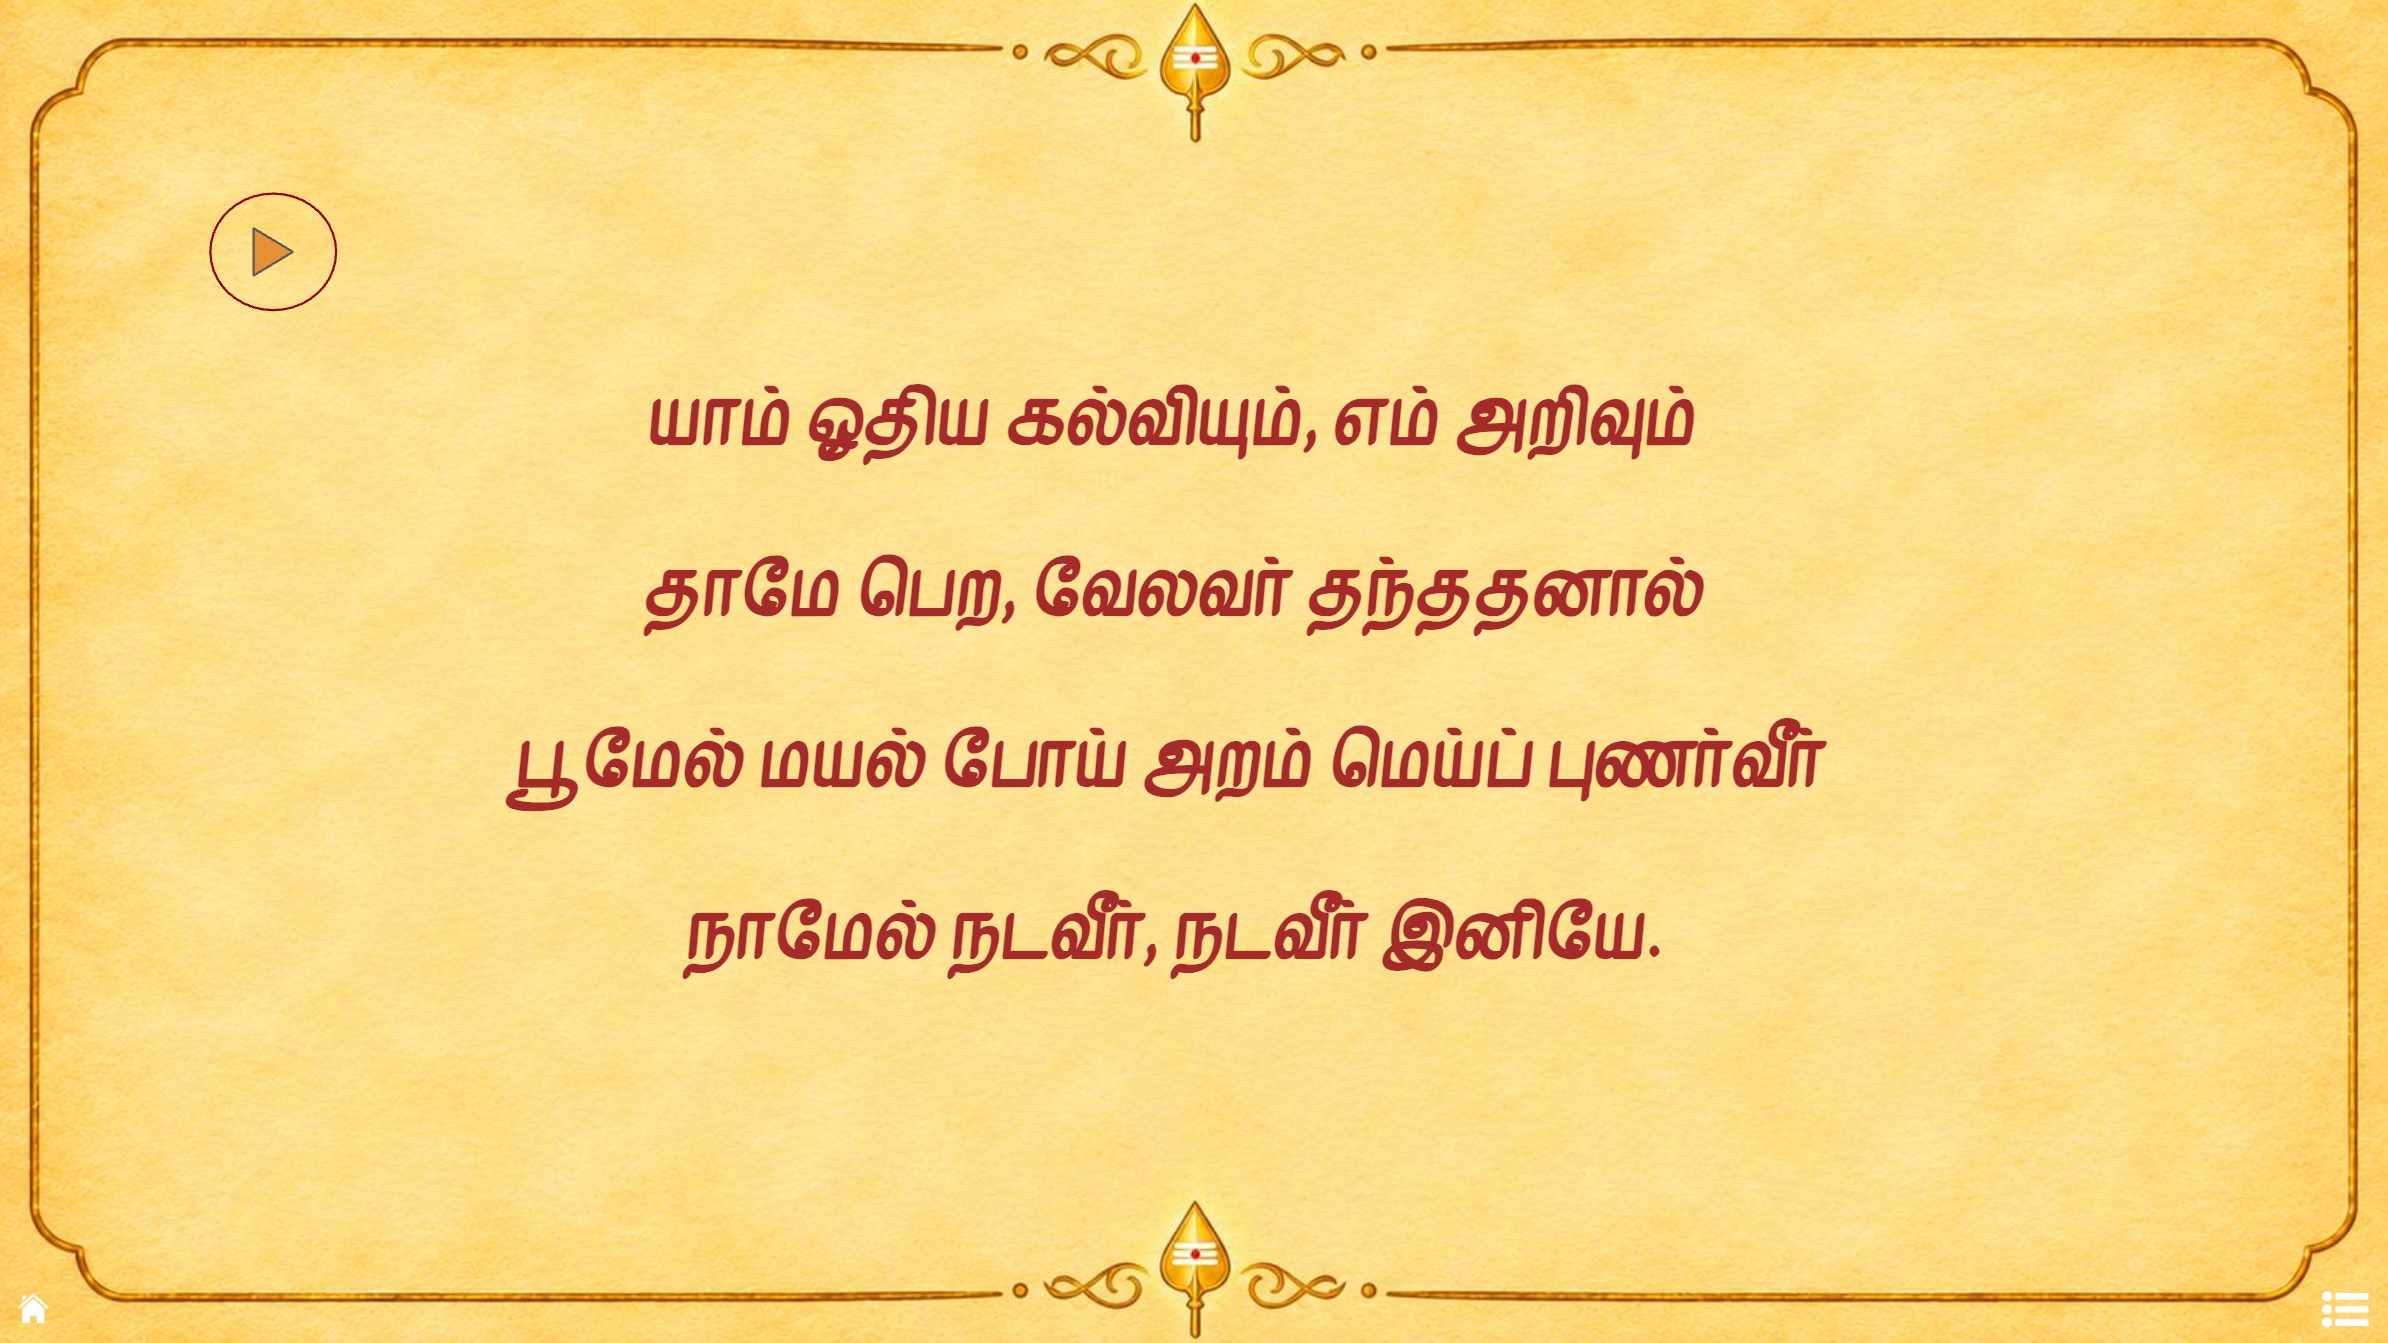 யாம் ஓதிய கல்வியும், எம் அறிவும்
தாமே பெற, வேலவர் தந்ததனால்
பூ மேல் மயல் போய் அறம் மெய்ப் புணர்வீர்
நாமேல் நடவீர், நடவீர் இனியே.